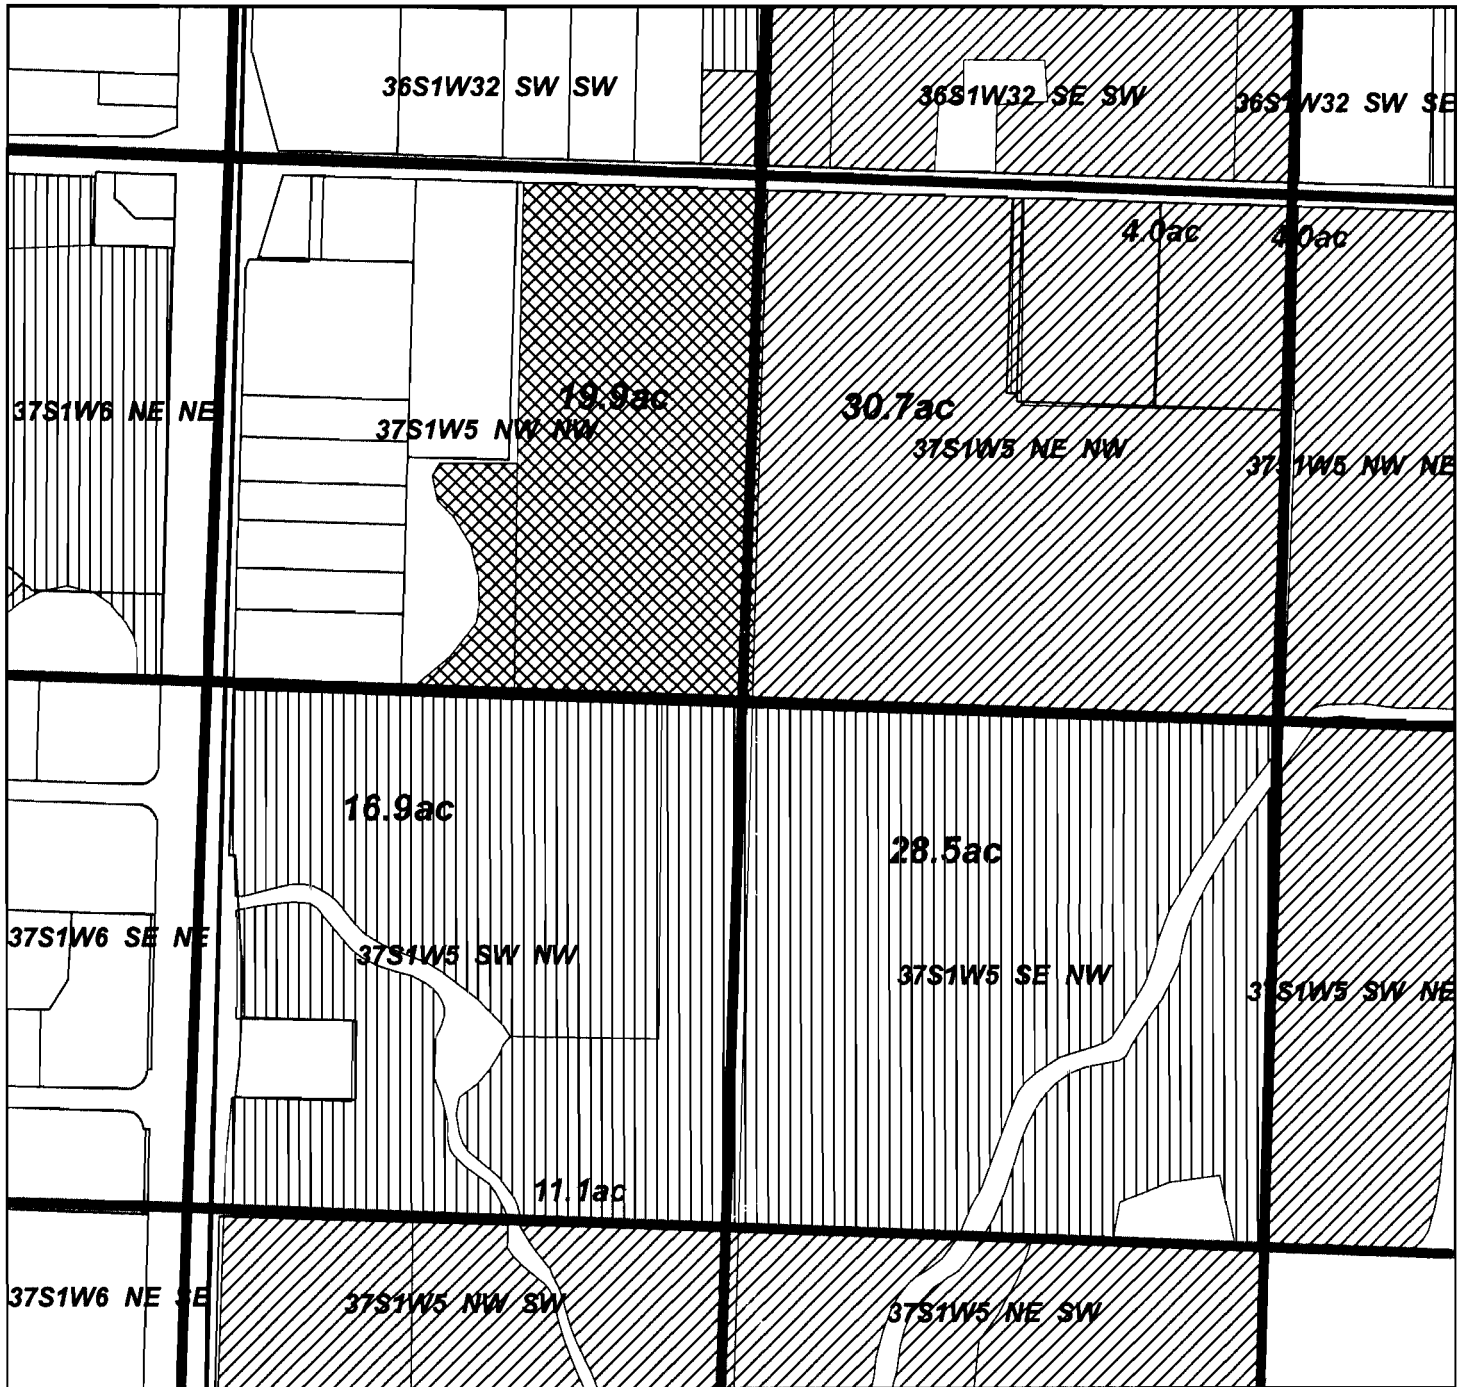 36S1W32 SW SW
36S1W32 SE SW
36S1W32 SW SE
4.0ac
4.0ac
19.9ac
30.7ac
37S1W6 NE NE
37S1W5 NW NW
37S1W5 NE NW
37S1W5 NW NE
16.9ac
28.5ac
37S1W6 SE NE
37S1W5 SW NW
37S1W5 SE NW
37S1W5 SW NE
11.1ac
37S1W6 NE SE
37S1W5 NW SW
37S1W5 NE SW